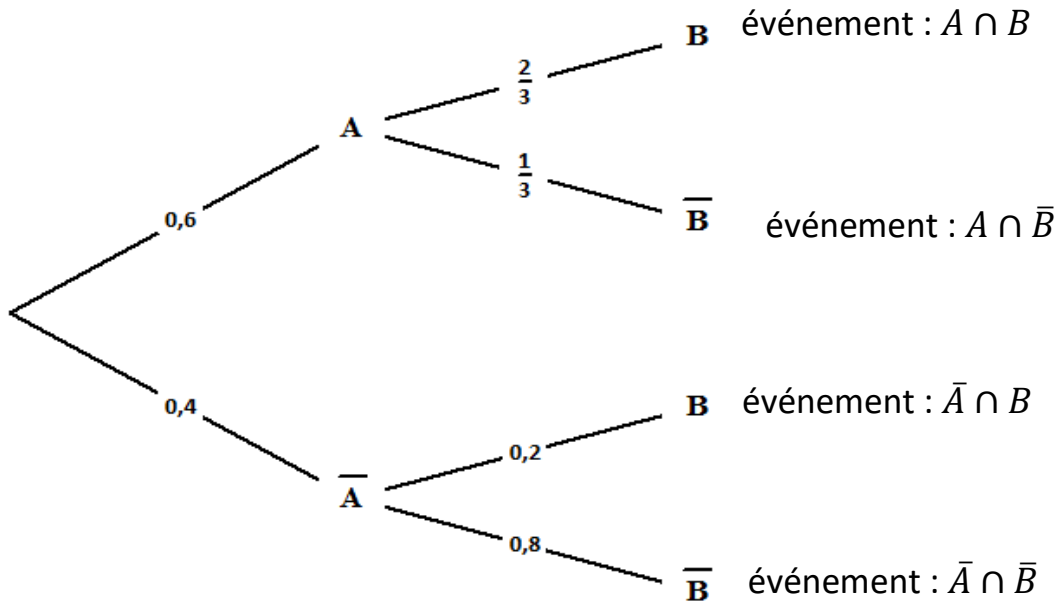 B événement : A ∩ B
2/3
A
1/3
B̅ événement : A ∩ B̅
0,6
0,4
B événement : A̅ ∩ B
0,2
A̅
0,8
B̅ événement : A̅ ∩ B̅